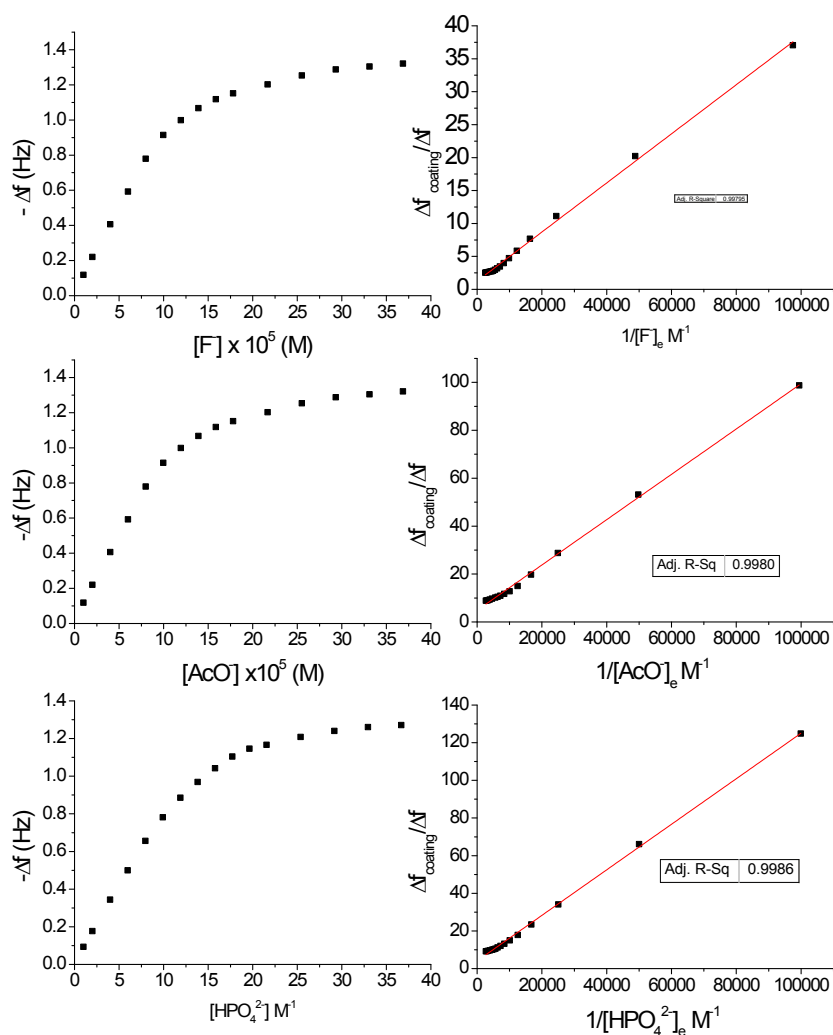 1.4
1.2
1.0
0.8
0.6
0.4
0.2
0.0
- Δf (Hz)
0 5 10 15 20 25 30 35 40
[F] x 10⁵ (M)
40
35
30
25
20
15
10
5
0
Δf coating/Δf
Adj. R-Square 0.99795
0 20000 40000 60000 80000 100000
1/[F]ₑ M⁻¹
1.4
1.2
1.0
0.8
0.6
0.4
0.2
0.0
-Δf (Hz)
0 5 10 15 20 25 30 35 40
[AcO⁻] x10⁵ (M)
100
80
60
40
20
0
Δf coating/Δf
Adj. R-Sq 0.9980
0 20000 40000 60000 80000 100000
1/[AcO⁻]ₑ M⁻¹
1.4
1.2
1.0
0.8
0.6
0.4
0.2
0.0
-Δf (Hz)
0 5 10 15 20 25 30 35 40
[HPO₄²⁻] M⁻¹
140
120
100
80
60
40
20
0
Δf coating/Δf
Adj. R-Sq 0.9986
0 20000 40000 60000 80000 100000
1/[HPO₄²⁻]ₑ M⁻¹